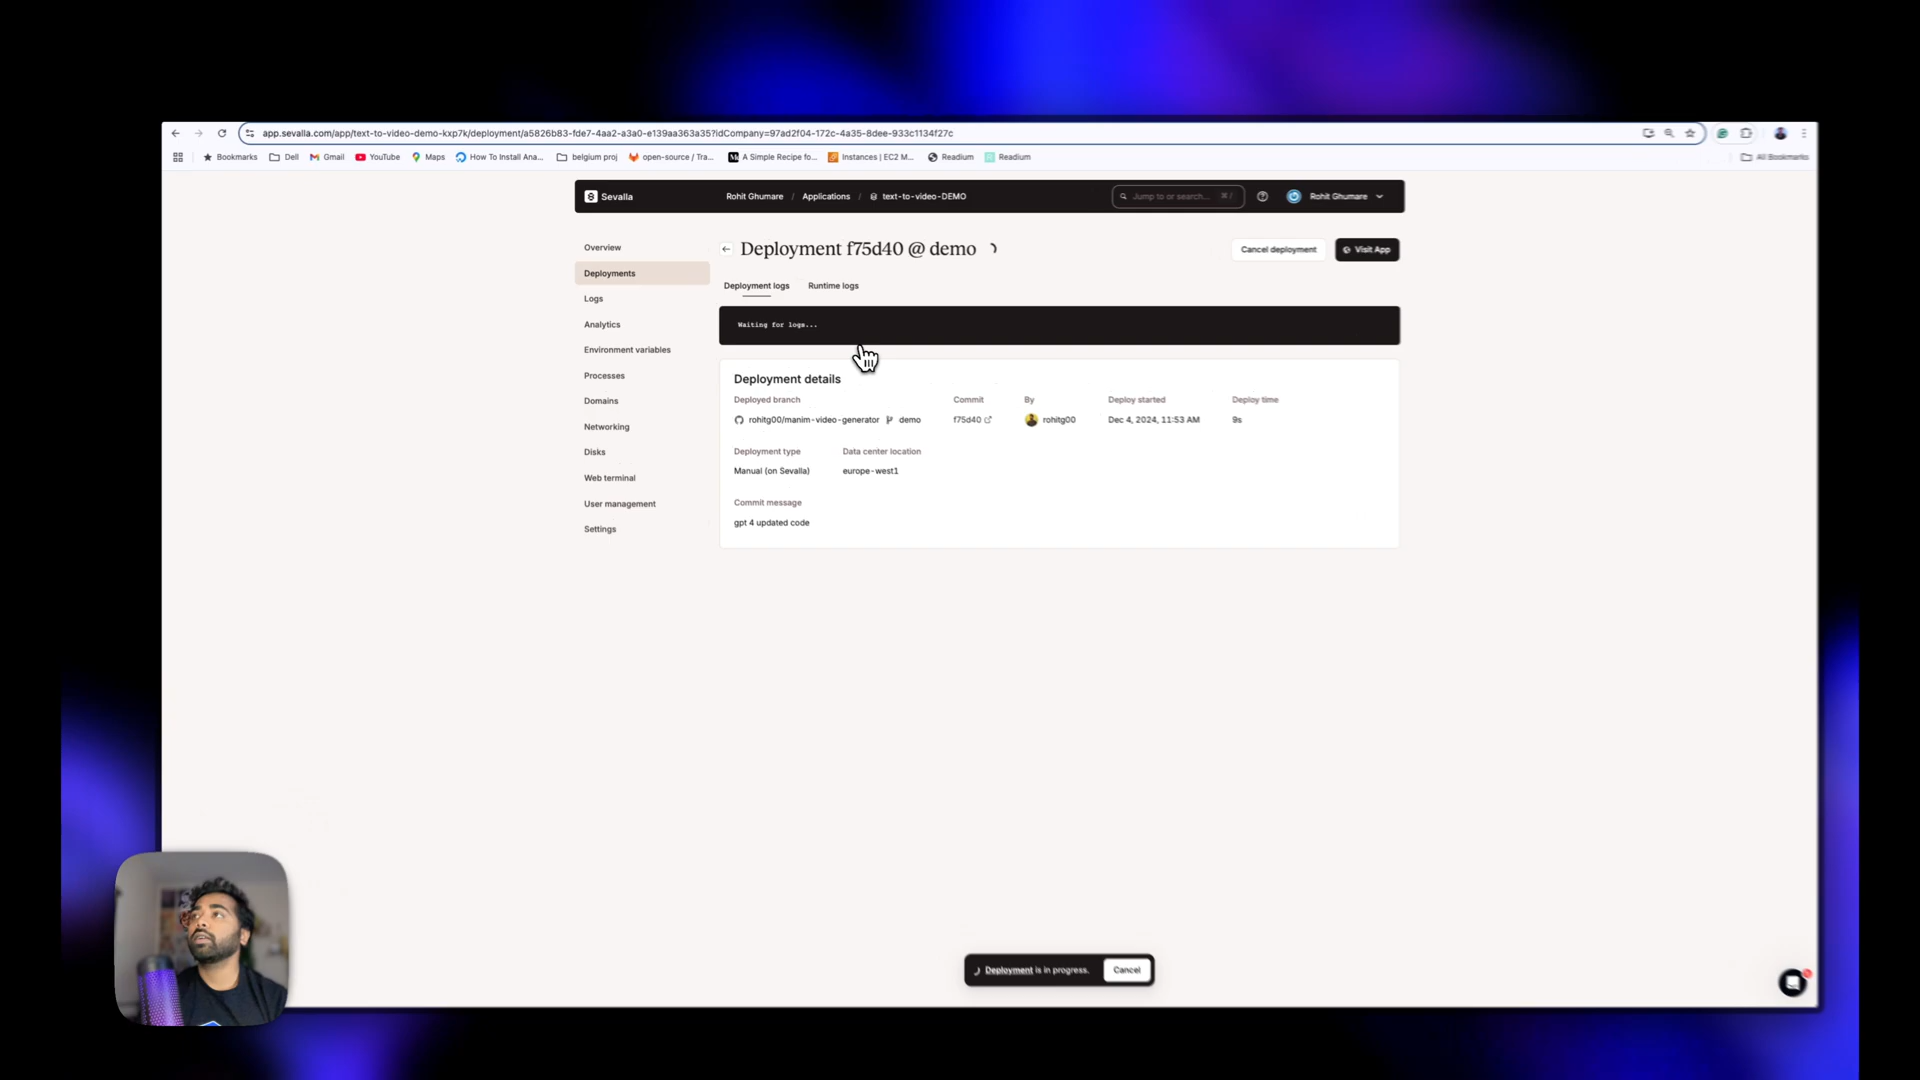 app.sevalla.com/app/text-to-video-demo-kxp7k/deployment/a5826b83-fde7-4aa2-a3a0-e139aa363a35?idCompany=97ad2f04-172c-4a35-8dee-933c1134f27c
Bookmarks Dell Gmail YouTube Maps How To Install Ana... belgium proj open-source / Tra... A Simple Recipe fo... Instances | EC2 M... Readium Readium All Bookmarks
Sevalla Rohit Ghumare / Applications / text-to-video-DEMO Jump to or search... ⌘ / Rohit Ghumare
Overview
Deployments
Logs
Analytics
Environment variables
Processes
Domains
Networking
Disks
Web terminal
User management
Settings
Deployment f75d40 @ demo
Cancel deployment Visit App
Deployment logs Runtime logs
Waiting for logs...
Deployment details
Deployed branch Commit By Deploy started Deploy time
rohitg00/manim-video-generator demo f75d40 rohitg00 Dec 4, 2024, 11:53 AM 9s
Deployment type Data center location
Manual (on Sevalla) europe-west1
Commit message
gpt 4 updated code
Deployment is in progress. Cancel